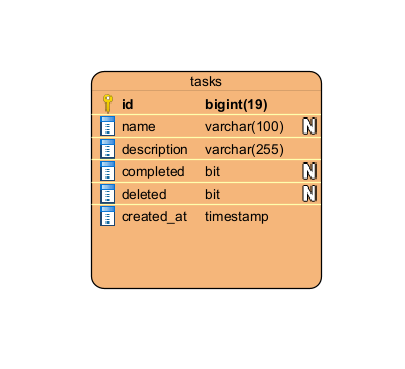 tasks
id bigint(19)
name varchar(100) N
description varchar(255)
completed bit N
deleted bit N
created_at timestamp